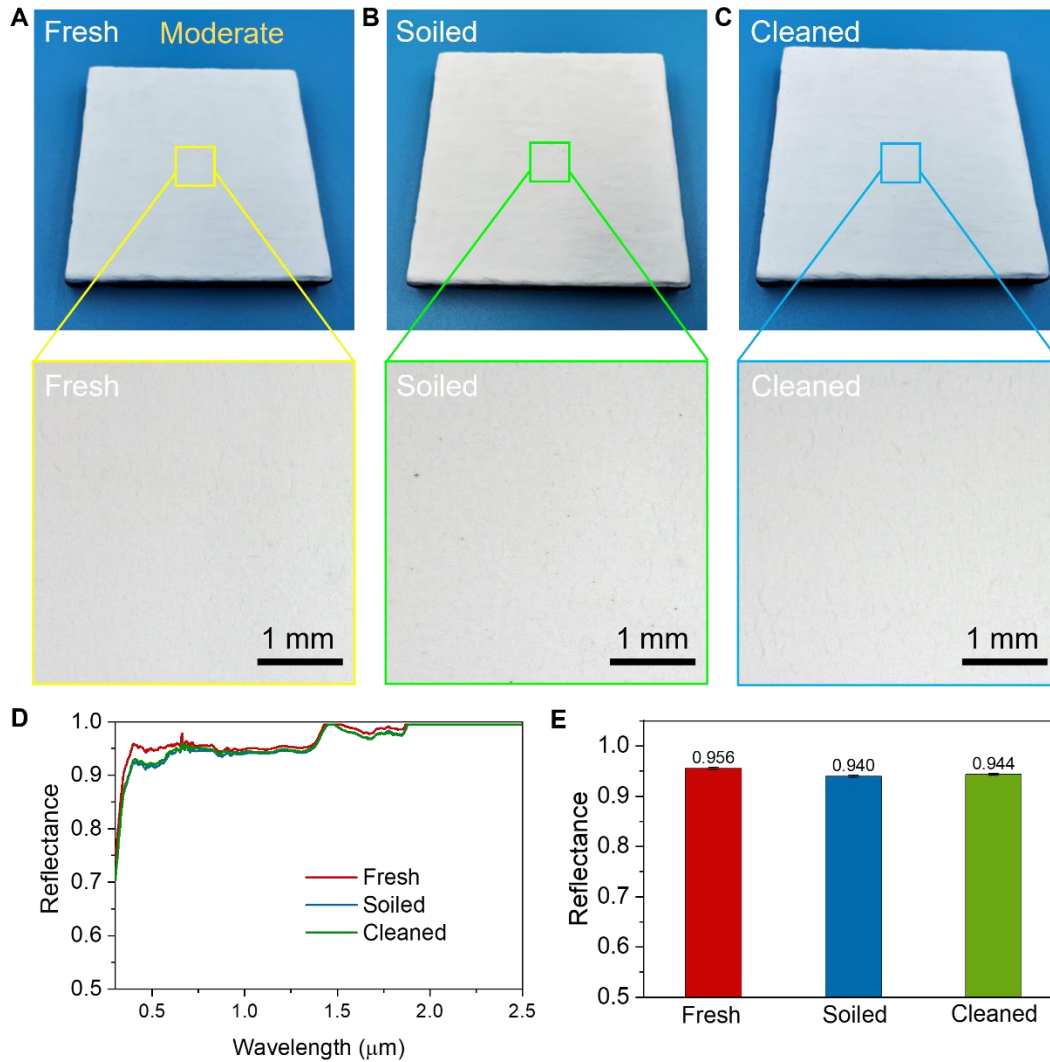 A
Fresh
Moderate
B
Soiled
C
Cleaned
Fresh
1 mm
Soiled
1 mm
Cleaned
1 mm
D
1.0
0.9
0.8
0.7
0.6
0.5
Reflectance
Fresh
Soiled
Cleaned
0.5
1.0
1.5
2.0
2.5
Wavelength (μm)
E
1.0
0.9
0.8
0.7
0.6
0.5
Reflectance
0.956
0.940
0.944
Fresh
Soiled
Cleaned